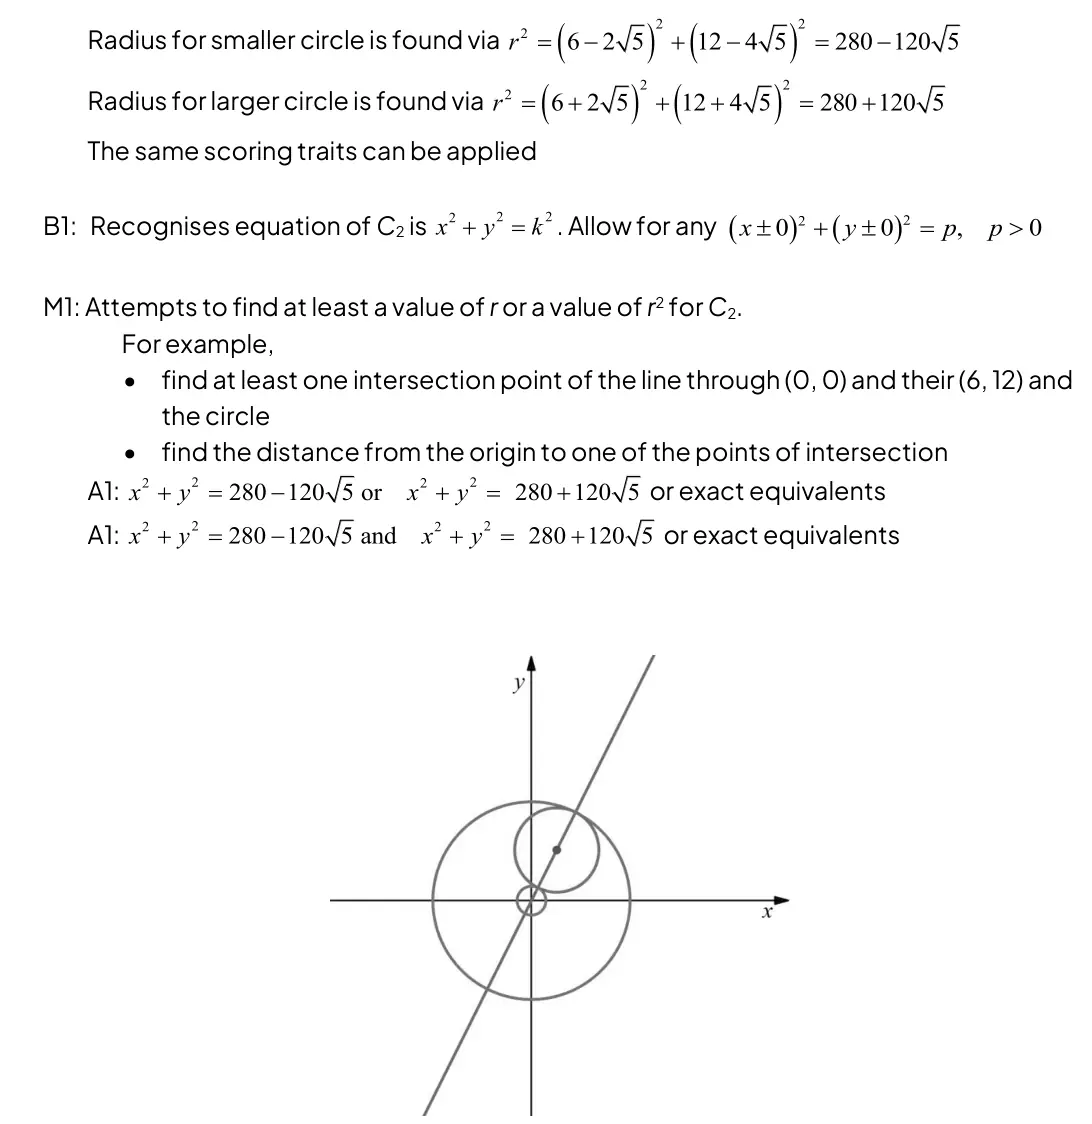 Radius for smaller circle is found via r² = (6 − 2√5)² + (12 − 4√5)² = 280 − 120√5
Radius for larger circle is found via r² = (6 + 2√5)² + (12 + 4√5)² = 280 + 120√5
The same scoring traits can be applied
B1: Recognises equation of C₂ is x² + y² = k². Allow for any (x ± 0)² + (y ± 0)² = p, p > 0
M1: Attempts to find at least a value of r or a value of r² for C₂.
For example,
• find at least one intersection point of the line through (0, 0) and their (6, 12) and
the circle
• find the distance from the origin to one of the points of intersection
A1: x² + y² = 280 − 120√5 or x² + y² = 280 + 120√5 or exact equivalents
A1: x² + y² = 280 − 120√5 and x² + y² = 280 + 120√5 or exact equivalents
y
x